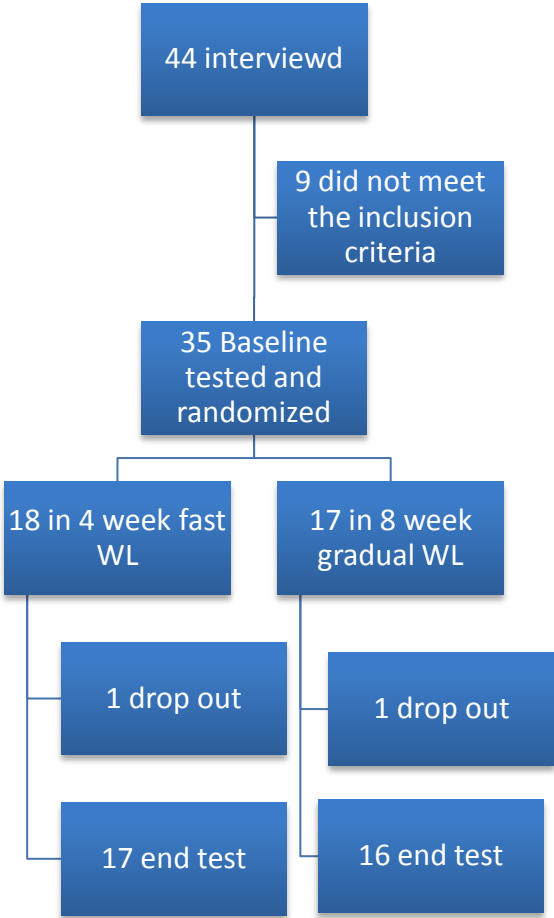 44 interviewd
9 did not meet
the inclusion
criteria
35 Baseline
tested and
randomized
18 in 4 week fast
WL
17 in 8 week
gradual WL
1 drop out
1 drop out
17 end test
16 end test